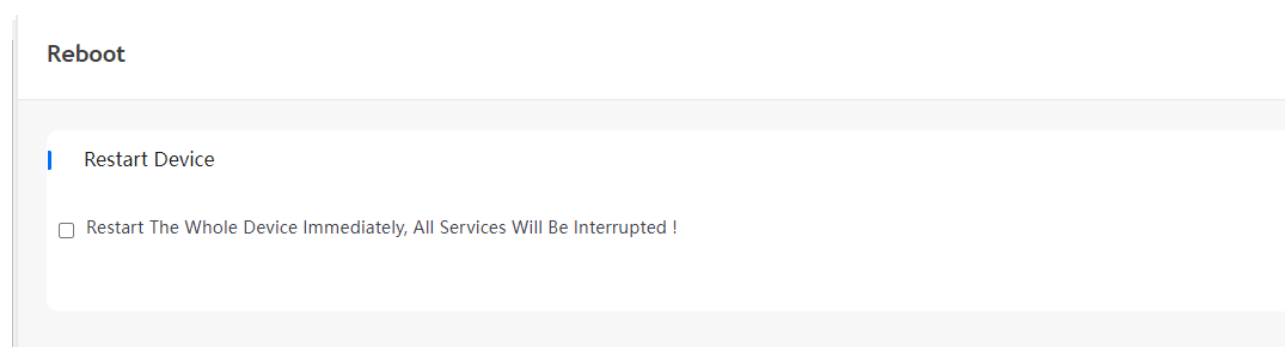 Reboot
Restart Device
Restart The Whole Device Immediately, All Services Will Be Interrupted !